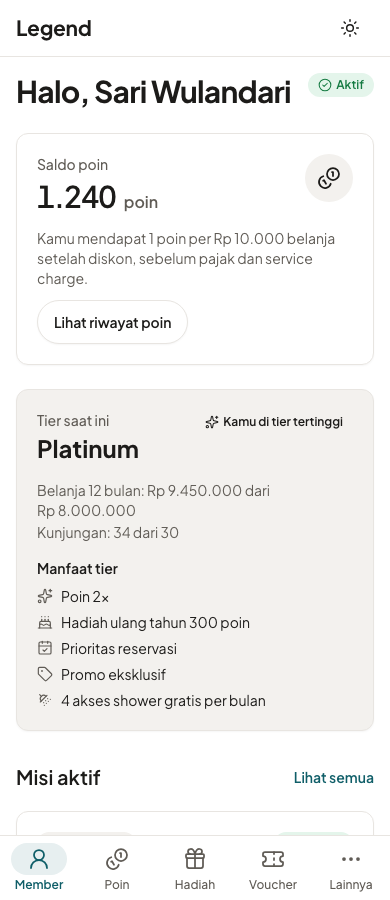 Legend
Halo, Sari Wulandari
Aktif
Saldo poin
1.240 poin
Kamu mendapat 1 poin per Rp 10.000 belanja
setelah diskon, sebelum pajak dan service
charge.
Lihat riwayat poin
Tier saat ini
Kamu di tier tertinggi
Platinum
Belanja 12 bulan: Rp 9.450.000 dari
Rp 8.000.000
Kunjungan: 34 dari 30
Manfaat tier
Poin 2×
Hadiah ulang tahun 300 poin
Prioritas reservasi
Promo eksklusif
4 akses shower gratis per bulan
Misi aktif
Lihat semua
Member
Poin
Hadiah
Voucher
Lainnya